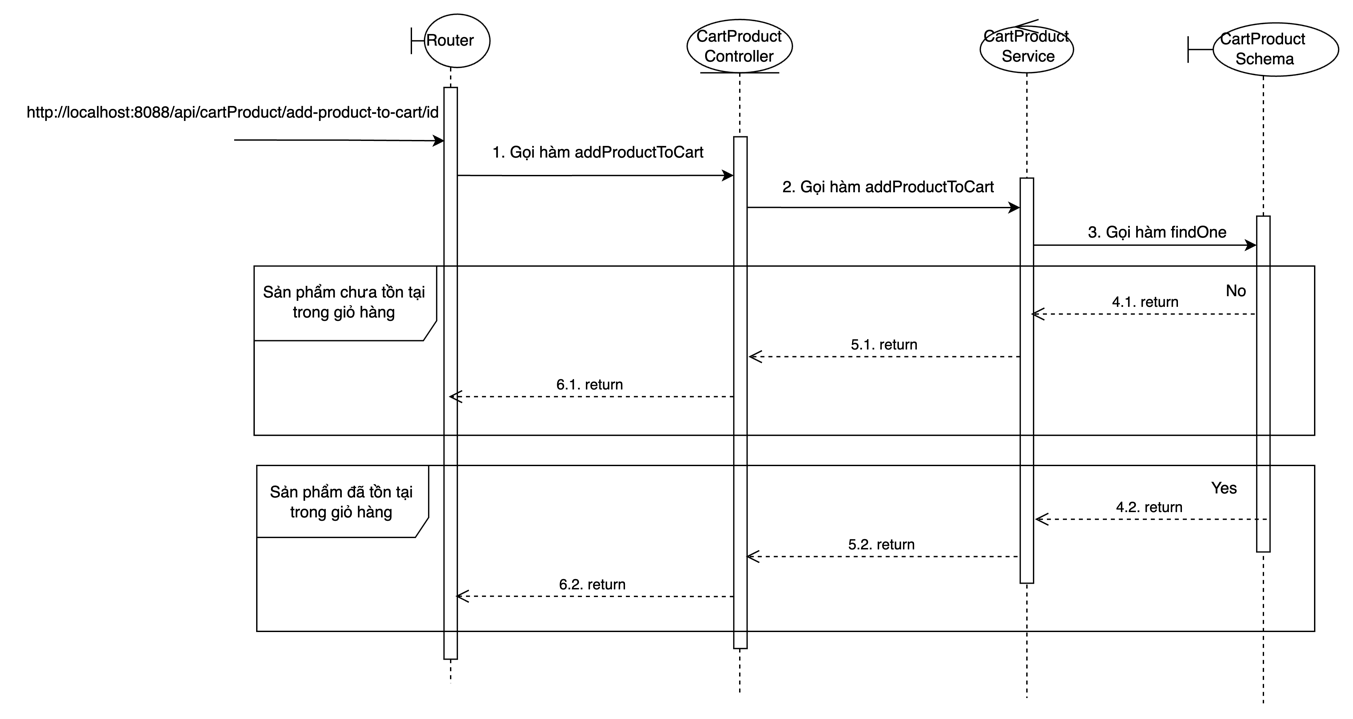 Router
CartProduct
Controller
CartProduct
Service
CartProduct
Schema
http://localhost:8088/api/cartProduct/add-product-to-cart/id
1. Gọi hàm addProductToCart
2. Gọi hàm addProductToCart
3. Gọi hàm findOne
Sản phẩm chưa tồn tại
trong giỏ hàng
No
4.1. return
5.1. return
6.1. return
Sản phẩm đã tồn tại
trong giỏ hàng
Yes
4.2. return
5.2. return
6.2. return